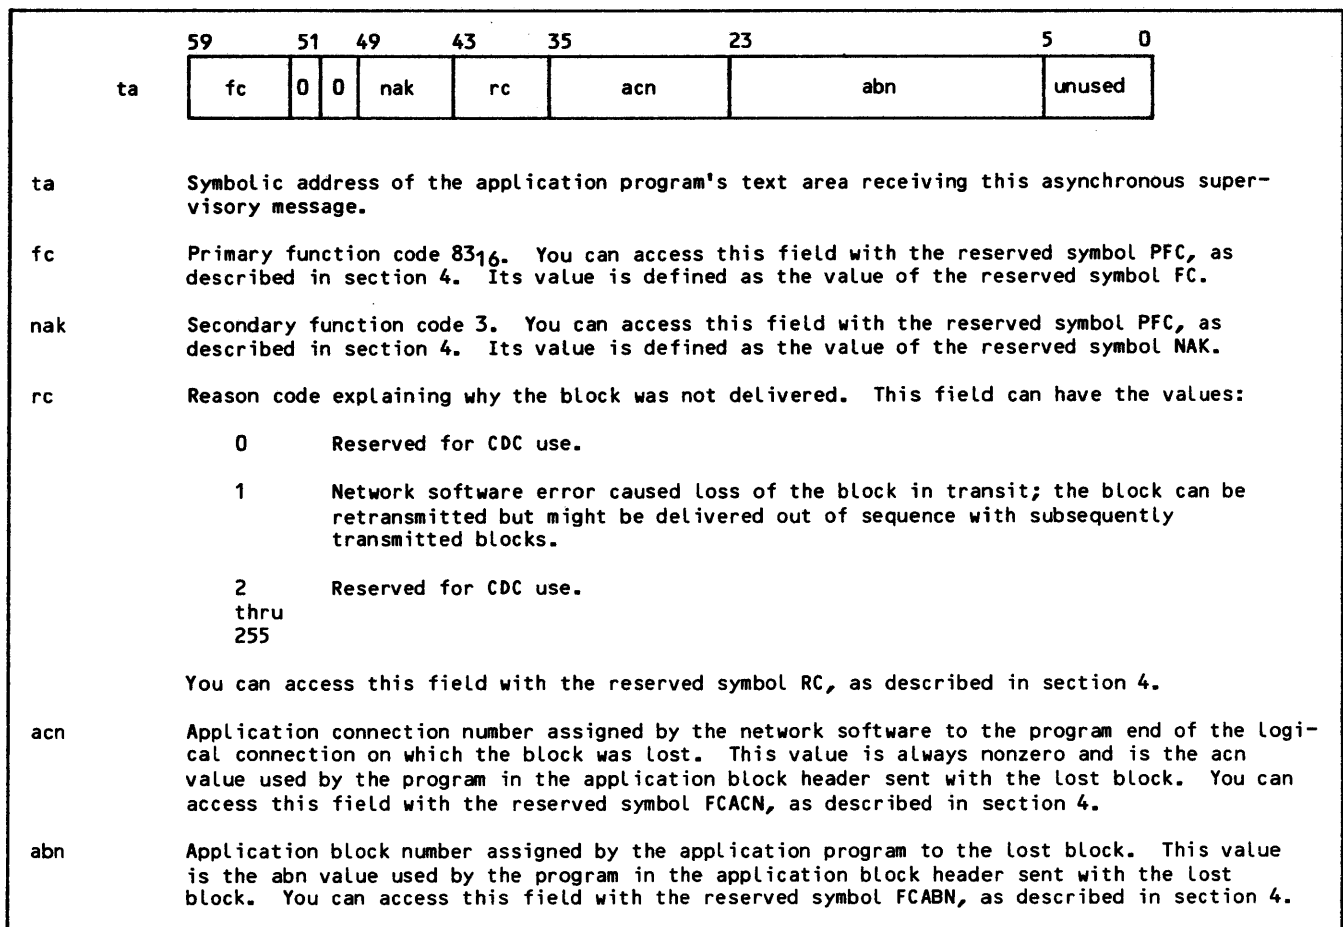 59 51 49 43 35 23 5 0
ta fc 0 0 nak rc acn abn unused
ta Symbolic address of the application program's text area receiving this asynchronous super-
visory message.
fc Primary function code 83₁₆. You can access this field with the reserved symbol PFC, as
described in section 4. Its value is defined as the value of the reserved symbol FC.
nak Secondary function code 3. You can access this field with the reserved symbol PFC, as
described in section 4. Its value is defined as the value of the reserved symbol NAK.
rc Reason code explaining why the block was not delivered. This field can have the values:
0 Reserved for CDC use.
1 Network software error caused loss of the block in transit; the block can be
retransmitted but might be delivered out of sequence with subsequently
transmitted blocks.
2 Reserved for CDC use.
thru
255
You can access this field with the reserved symbol RC, as described in section 4.
acn Application connection number assigned by the network software to the program end of the logi-
cal connection on which the block was lost. This value is always nonzero and is the acn
value used by the program in the application block header sent with the lost block. You can
access this field with the reserved symbol FCACN, as described in section 4.
abn Application block number assigned by the application program to the lost block. This value
is the abn value used by the program in the application block header sent with the lost
block. You can access this field with the reserved symbol FCABN, as described in section 4.